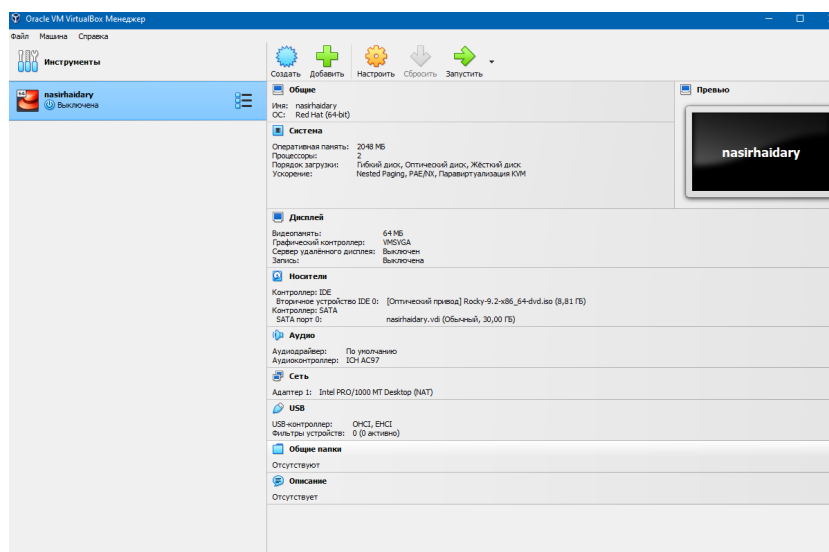 Oracle VM VirtualBox Менеджер
Файл Машина Справка
Инструменты
Создать Добавить Настроить Сбросить Запустить
64
nasirhaidary
Выключена
Общие
Имя: nasirhaidary
ОС: Red Hat (64-bit)
Превью
nasirhaidary
Система
Оперативная память: 2048 МБ
Процессоры: 2
Порядок загрузки: Гибкий диск, Оптический диск, Жёсткий диск
Ускорение: Nested Paging, PAE/NX, Паравиртуализация KVM
Дисплей
Видеопамять: 64 МБ
Графический контроллер: VMSVGA
Сервер удалённого дисплея: Выключен
Запись: Выключена
Носители
Контроллер: IDE
Вторичное устройство IDE 0: [Оптический привод] Rocky-9.2-x86_64-dvd.iso (8,81 ГБ)
Контроллер: SATA
SATA порт 0: nasirhaidary.vdi (Обычный, 30,00 ГБ)
Аудио
Аудиодрайвер: По умолчанию
Аудиоконтроллер: ICH AC97
Сеть
Адаптер 1: Intel PRO/1000 MT Desktop (NAT)
USB
USB-контроллер: OHCI, EHCI
Фильтры устройств: 0 (0 активно)
Общие папки
Отсутствуют
Описание
Отсутствует